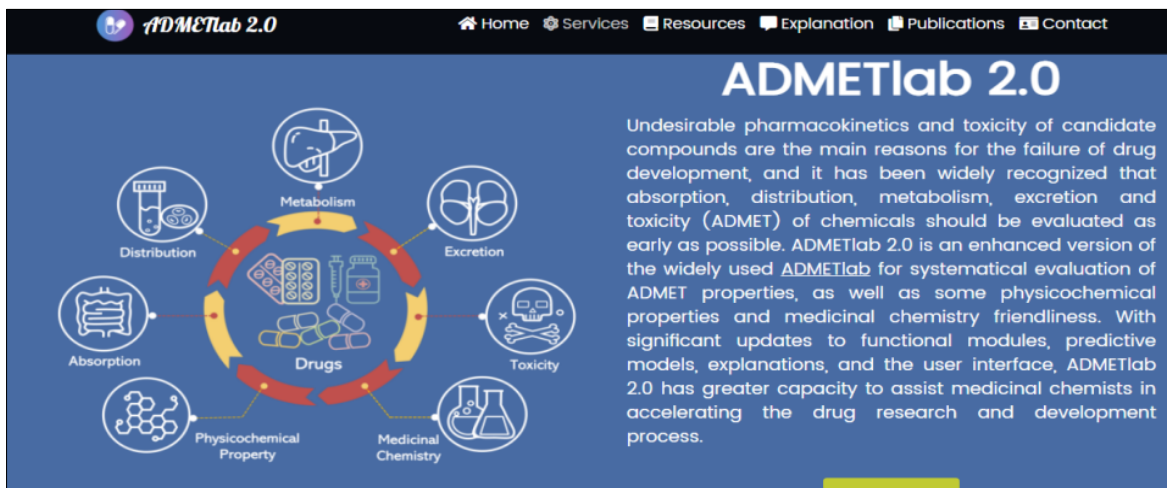 ADMETlab 2.0
Home Services Resources Explanation Publications Contact
Metabolism
Distribution
Excretion
Absorption
Drugs
Toxicity
Physicochemical
Property
Medicinal
Chemistry
ADMETlab 2.0
Undesirable pharmacokinetics and toxicity of candidate
compounds are the main reasons for the failure of drug
development, and it has been widely recognized that
absorption, distribution, metabolism, excretion and
toxicity (ADMET) of chemicals should be evaluated as
early as possible. ADMETlab 2.0 is an enhanced version of
the widely used ADMETlab for systematical evaluation of
ADMET properties, as well as some physicochemical
properties and medicinal chemistry friendliness. With
significant updates to functional modules, predictive
models, explanations, and the user interface, ADMETlab
2.0 has greater capacity to assist medicinal chemists in
accelerating the drug research and development
process.